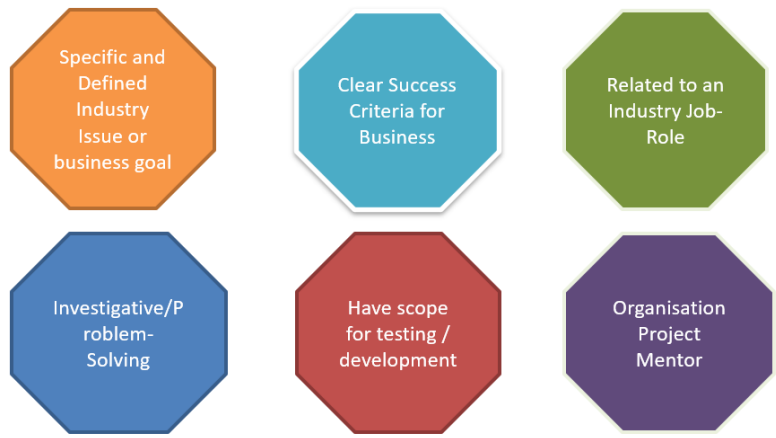 Specific and
Defined
Industry
Issue or
business goal
Clear Success
Criteria for
Business
Related to an
Industry Job-
Role
Investigative/P
roblem-
Solving
Have scope
for testing /
development
Organisation
Project
Mentor